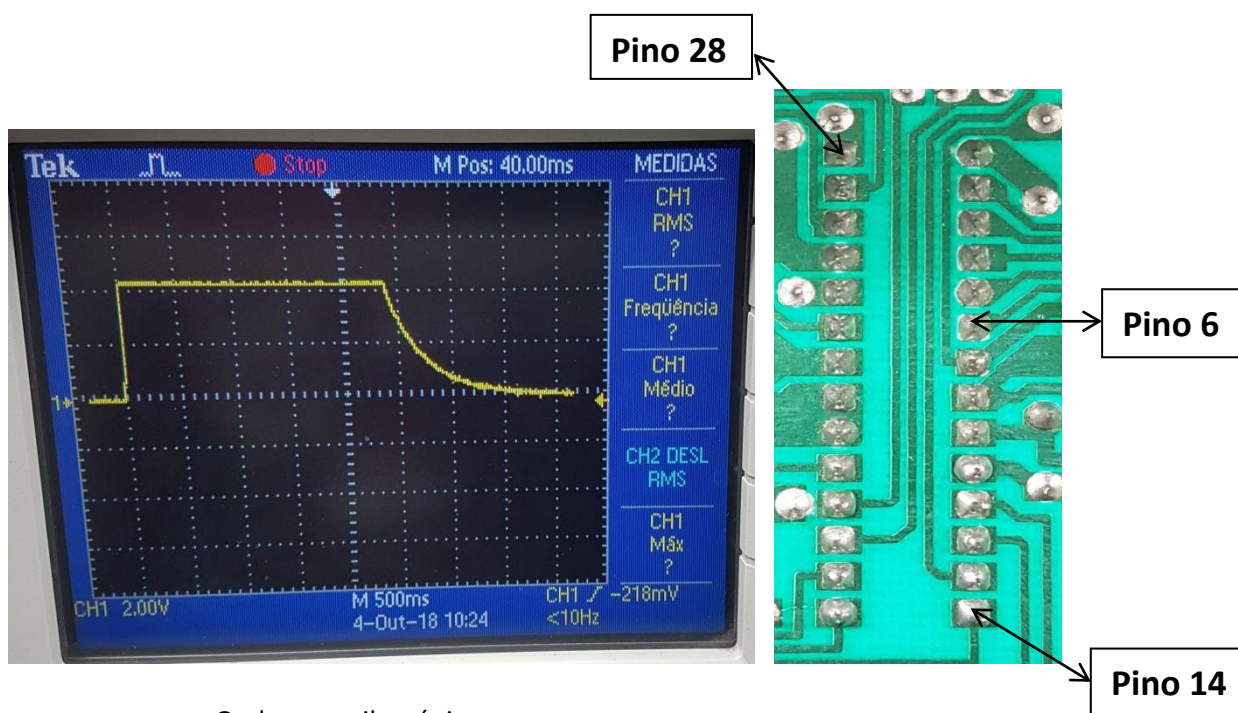 Pino 28
Tek Stop M Pos: 40.00ms MEDIDAS
CH1
RMS
?
CH1
Freqüência
?
CH1
Médio
?
CH2 DESL
RMS
CH1
Máx
?
1
CH1 2.00V M 500ms CH1 -218mV
4-Out-18 10:24 <10Hz
Pino 6
Pino 14